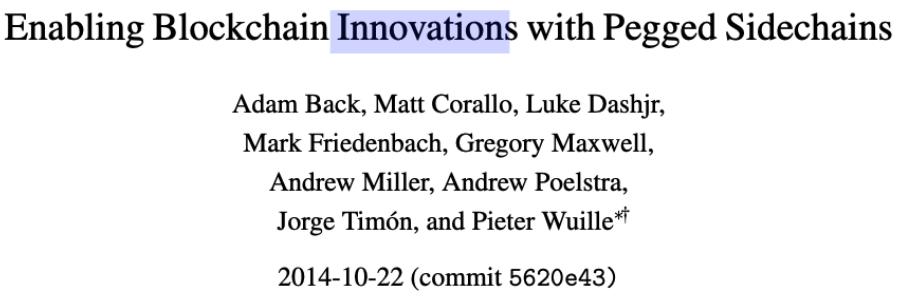 Enabling Blockchain Innovations with Pegged Sidechains
Adam Back, Matt Corallo, Luke Dashjr,
Mark Friedenbach, Gregory Maxwell,
Andrew Miller, Andrew Poelstra,
Jorge Timón, and Pieter Wuille*†
2014-10-22 (commit 5620e43)